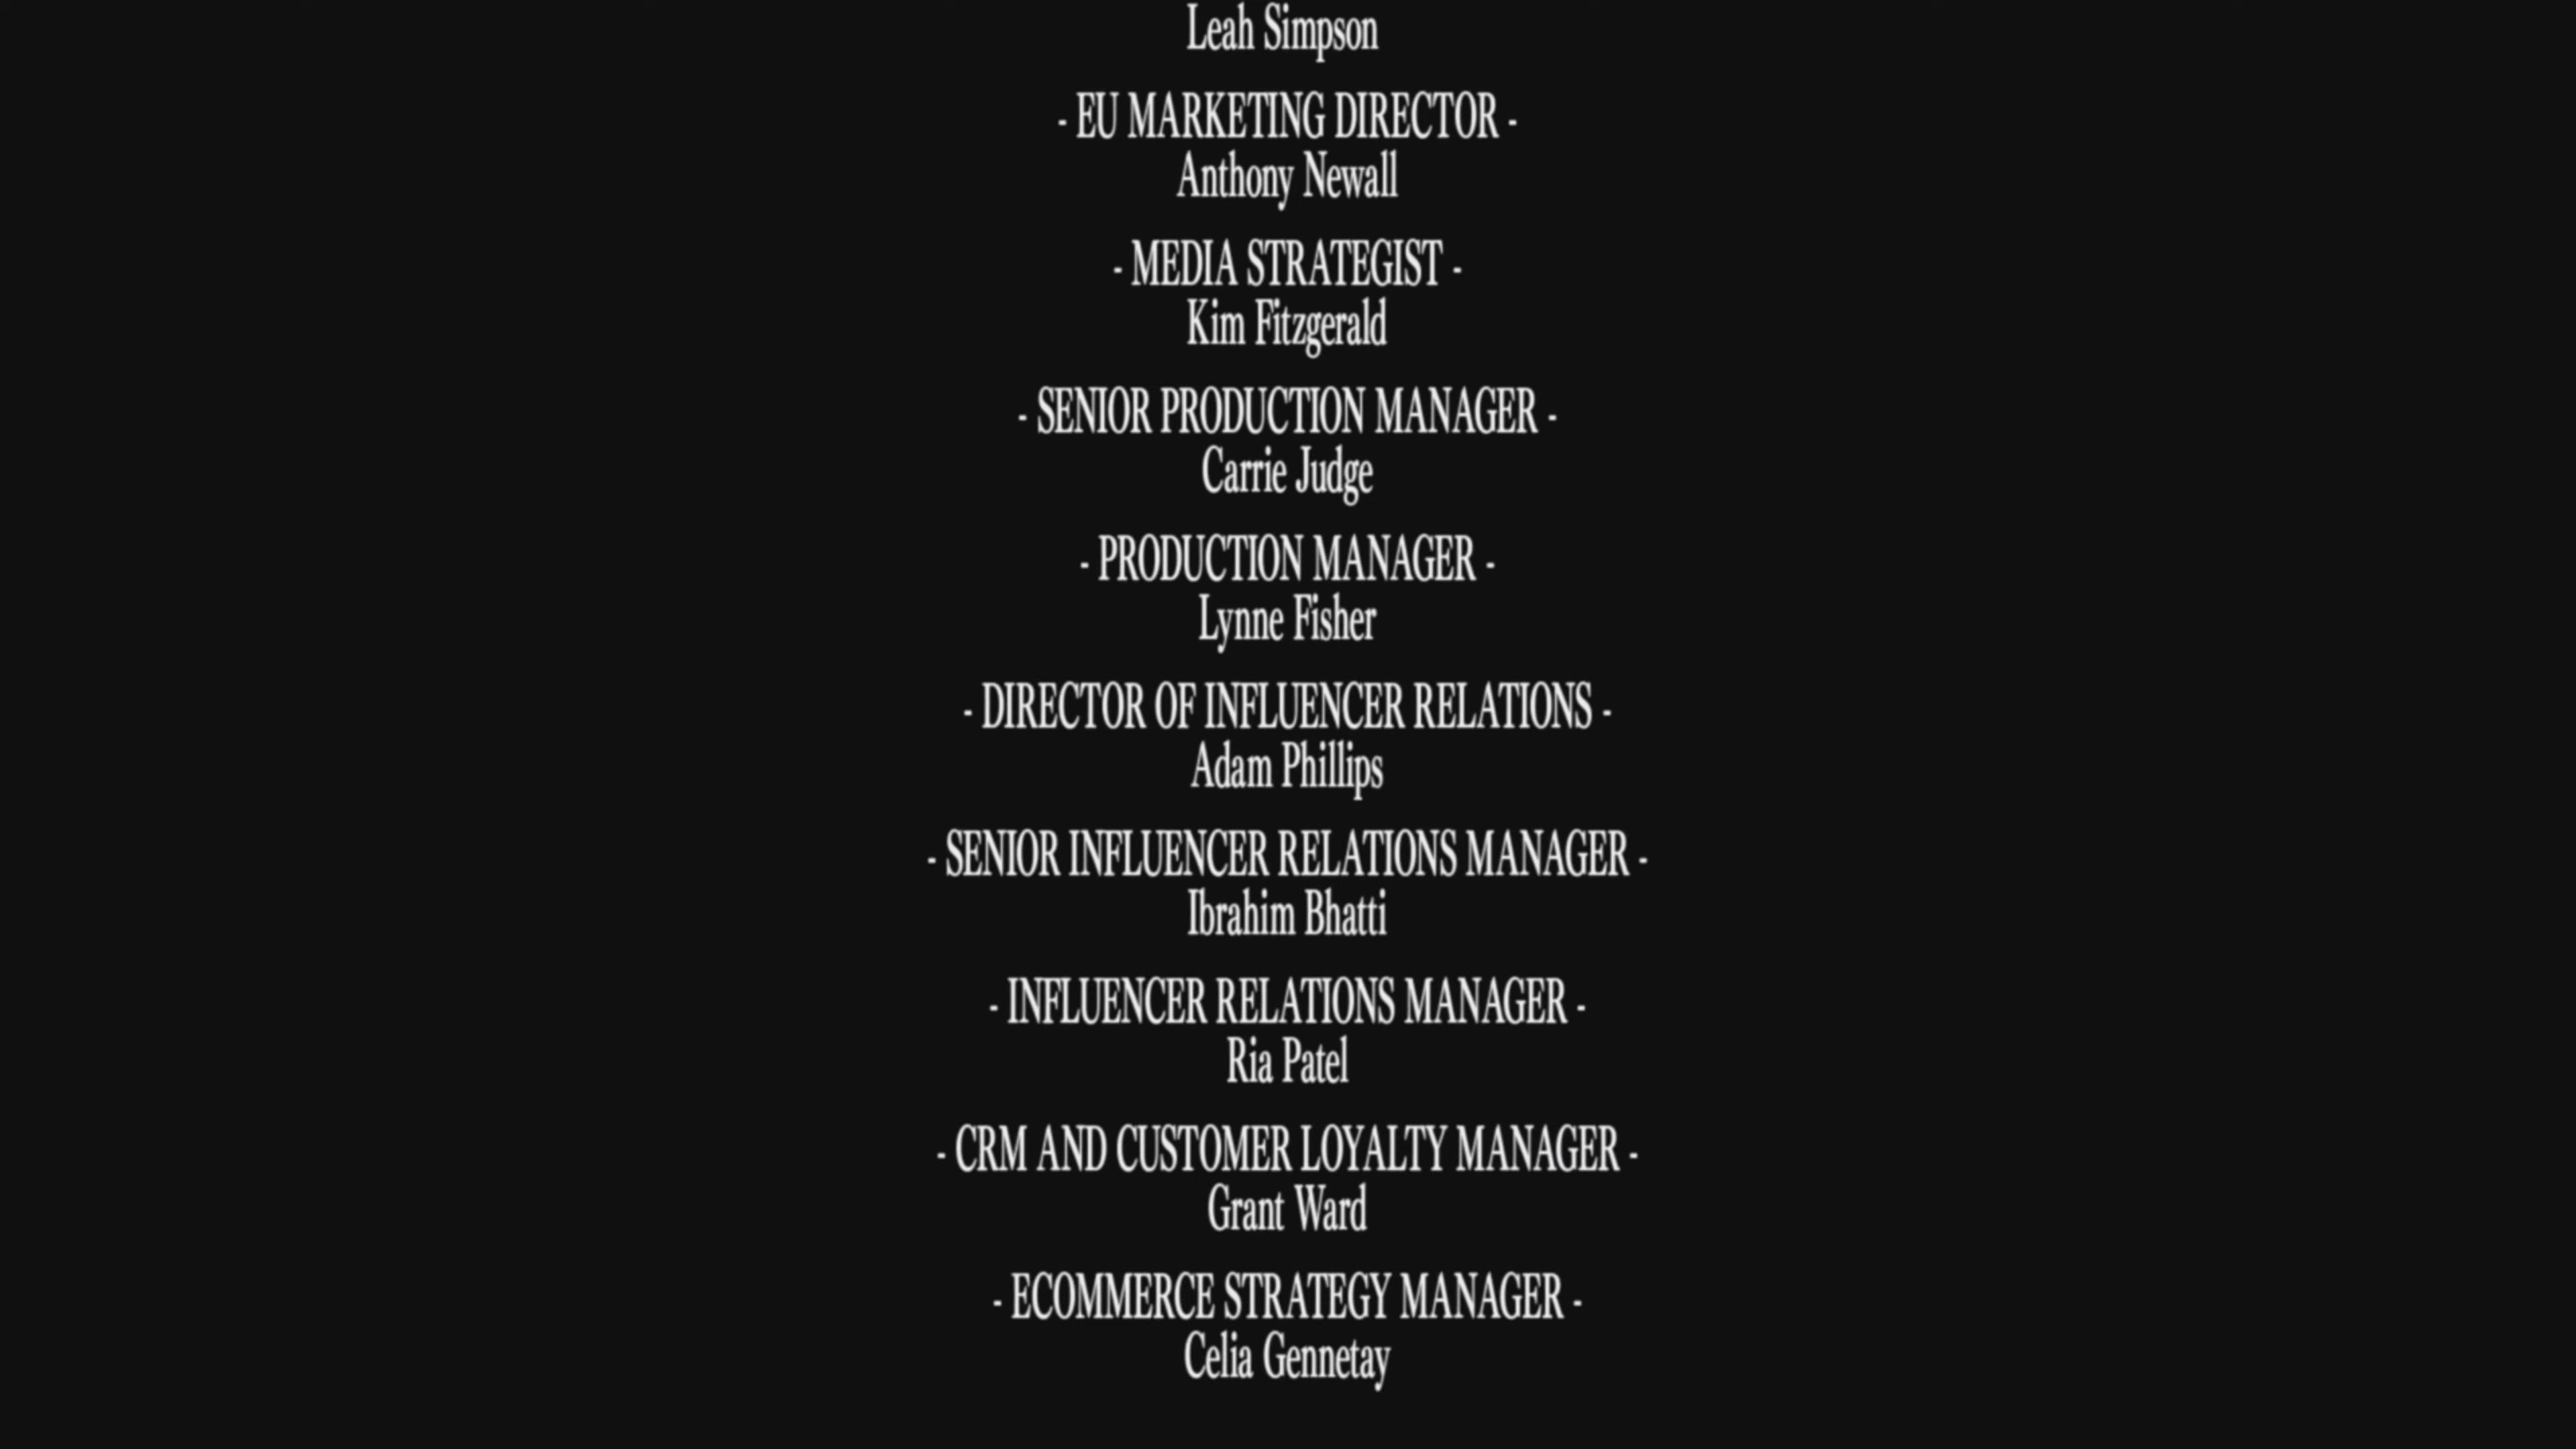 Leah Simpson
- EU MARKETING DIRECTOR -
Anthony Newall
- MEDIA STRATEGIST -
Kim Fitzgerald
- SENIOR PRODUCTION MANAGER -
Carrie Judge
- PRODUCTION MANAGER -
Lynne Fisher
- DIRECTOR OF INFLUENCER RELATIONS -
Adam Phillips
- SENIOR INFLUENCER RELATIONS MANAGER -
Ibrahim Bhatti
- INFLUENCER RELATIONS MANAGER -
Ria Patel
- CRM AND CUSTOMER LOYALTY MANAGER -
Grant Ward
- ECOMMERCE STRATEGY MANAGER -
Celia Gennetay